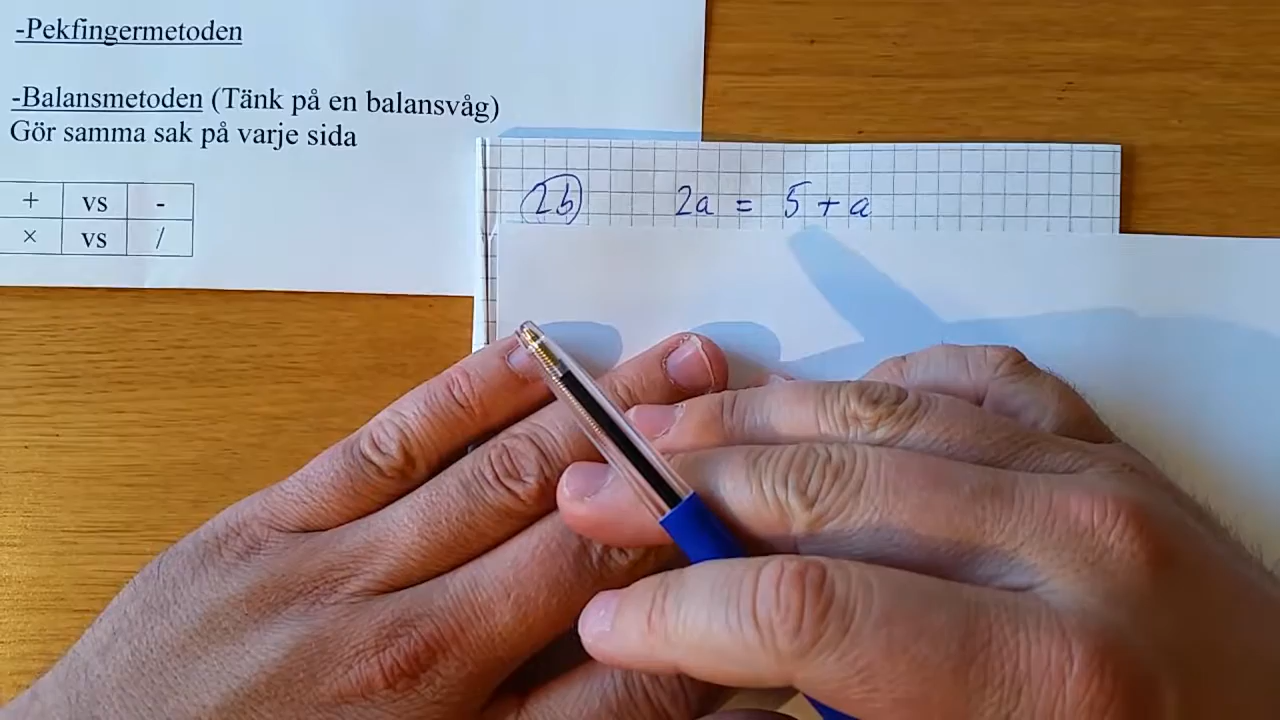 -Pekfingermetoden
-Balansmetoden (Tänk på en balansvåg)
Gör samma sak på varje sida
+ vs -
× vs /
2b) 2a = 5 + a